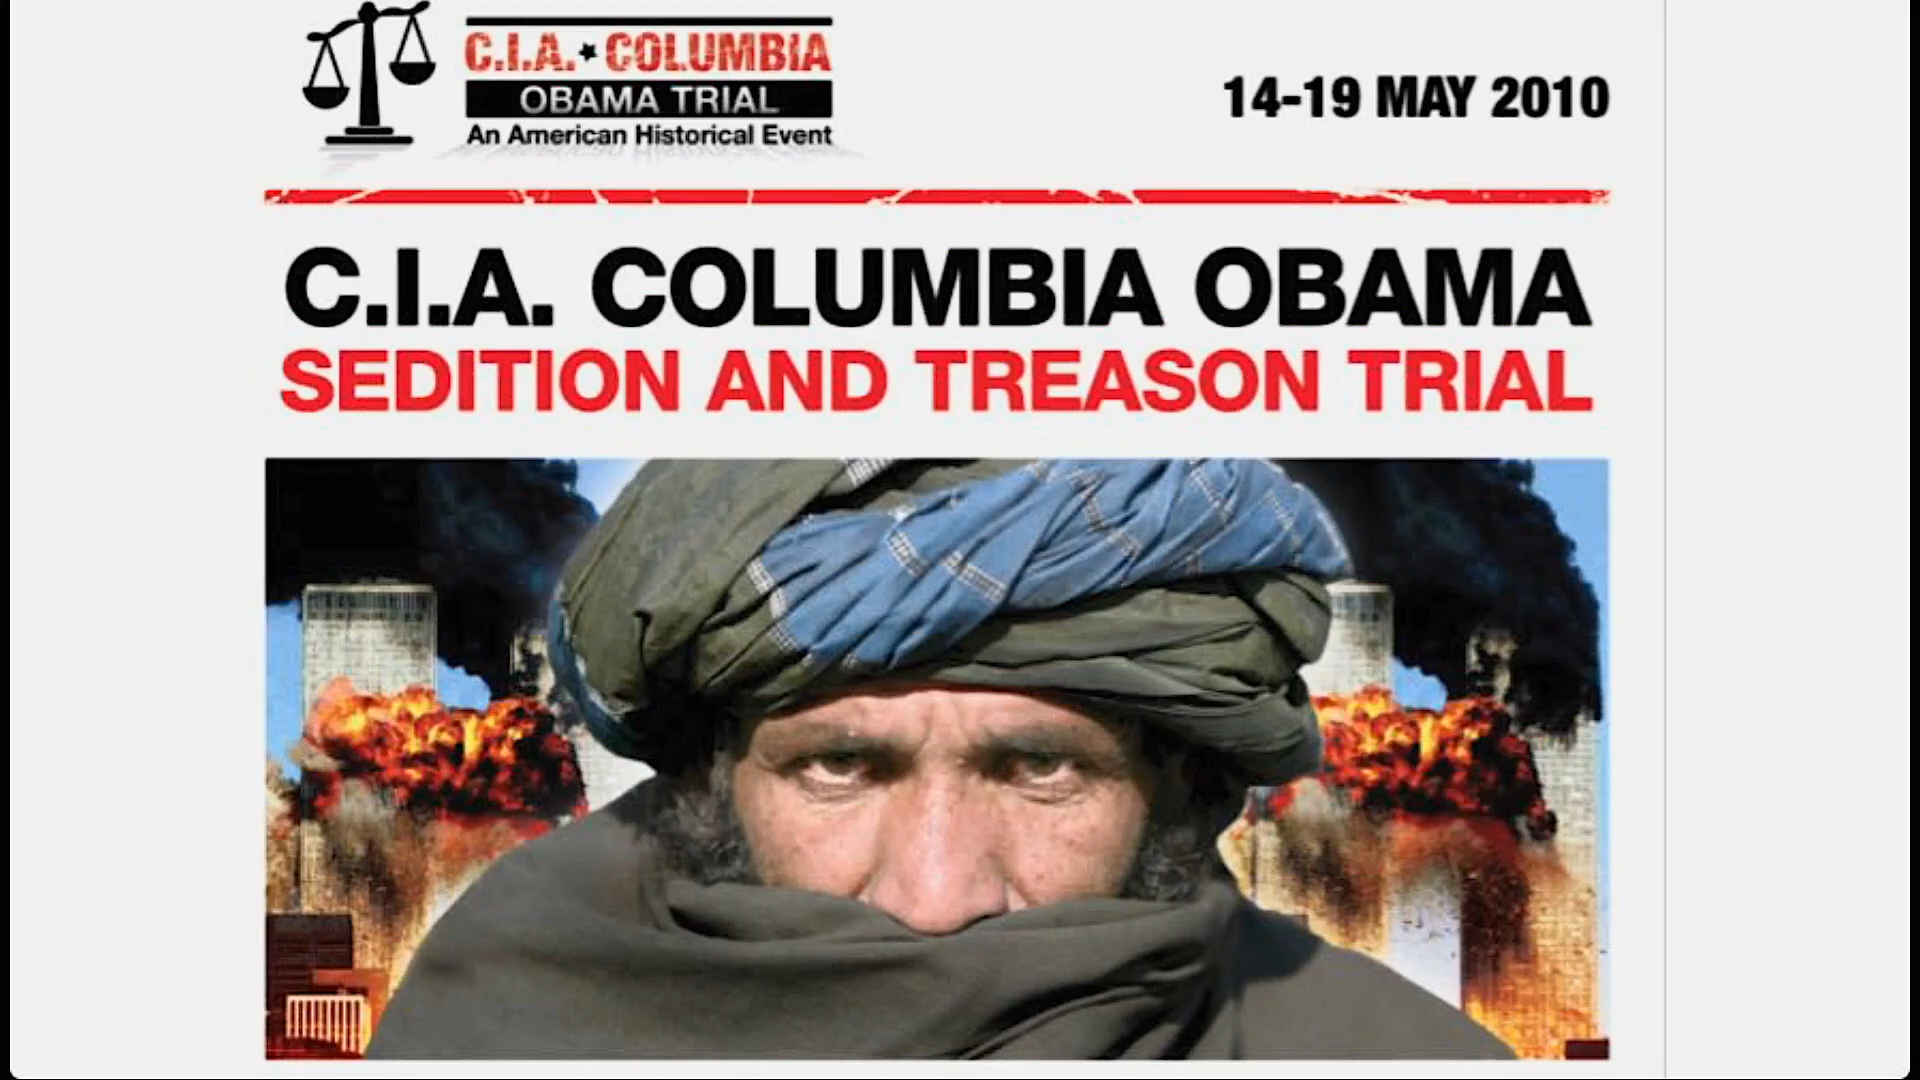 C.I.A. ★ COLUMBIA
OBAMA TRIAL
An American Historical Event
14-19 MAY 2010
C.I.A. COLUMBIA OBAMA
SEDITION AND TREASON TRIAL